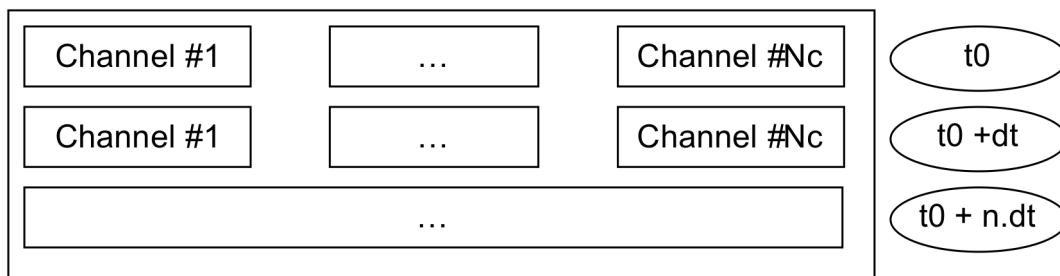 Channel #1 … Channel #Nc t0
Channel #1 … Channel #Nc t0 +dt
… t0 + n.dt